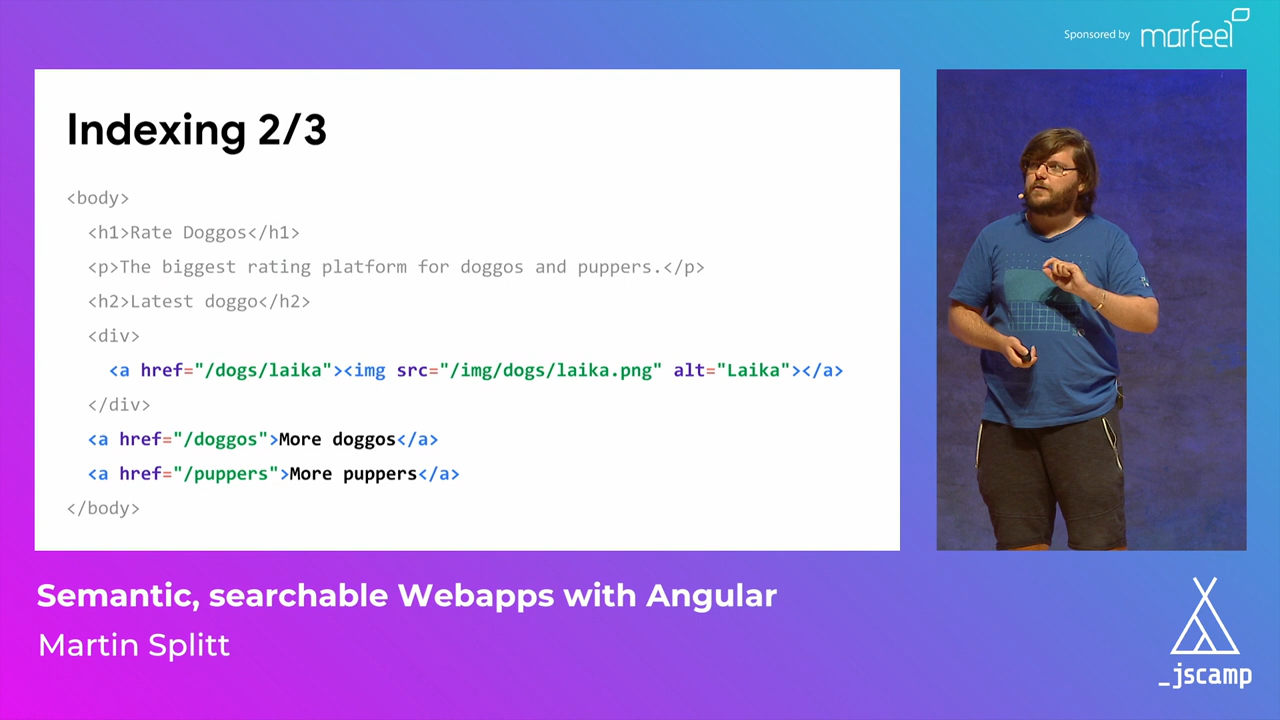 Sponsored by marfeel
Indexing 2/3
<body>
<h1>Rate Doggos</h1>
<p>The biggest rating platform for doggos and puppers.</p>
<h2>Latest doggo</h2>
<div>
<a href="/dogs/laika"><img src="/img/dogs/laika.png" alt="Laika"></a>
</div>
<a href="/doggos">More doggos</a>
<a href="/puppers">More puppers</a>
</body>
Semantic, searchable Webapps with Angular
Martin Splitt
_jscamp